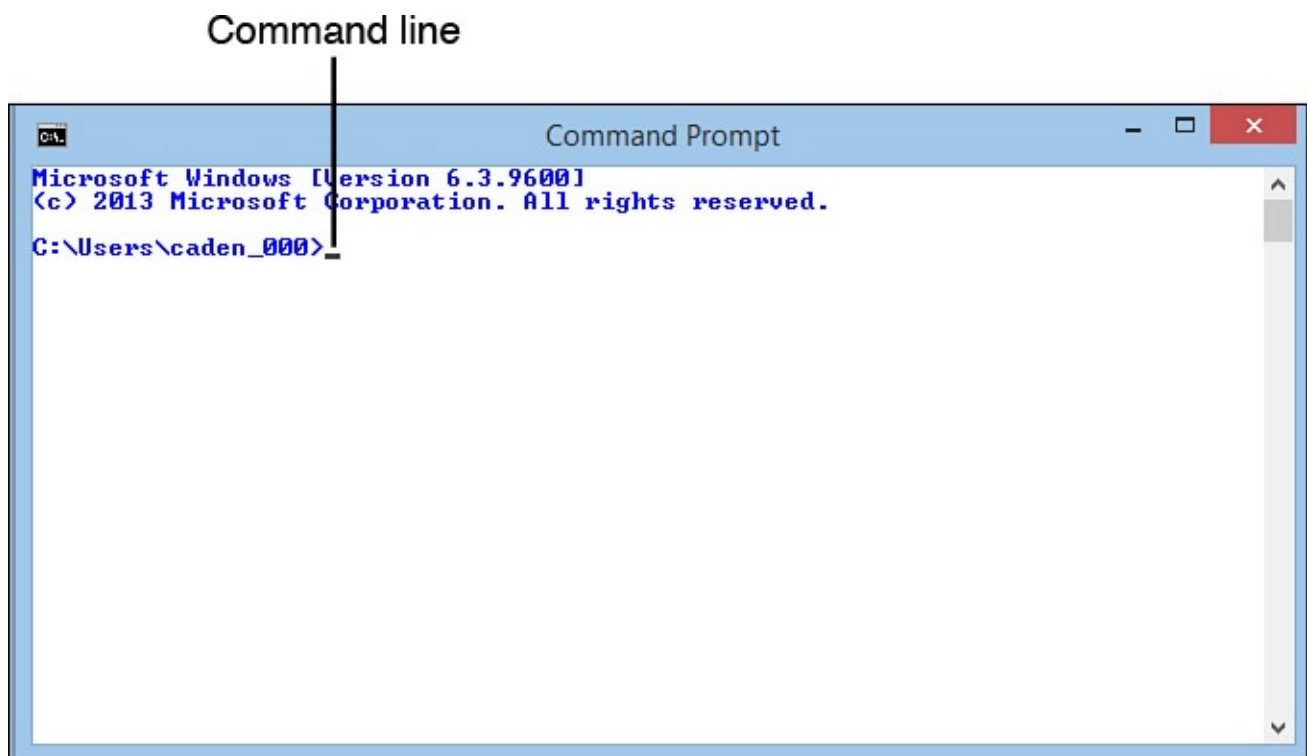 Command line
Command Prompt
Microsoft Windows [Version 6.3.9600]
(c) 2013 Microsoft Corporation. All rights reserved.
C:\Users\caden_000>_